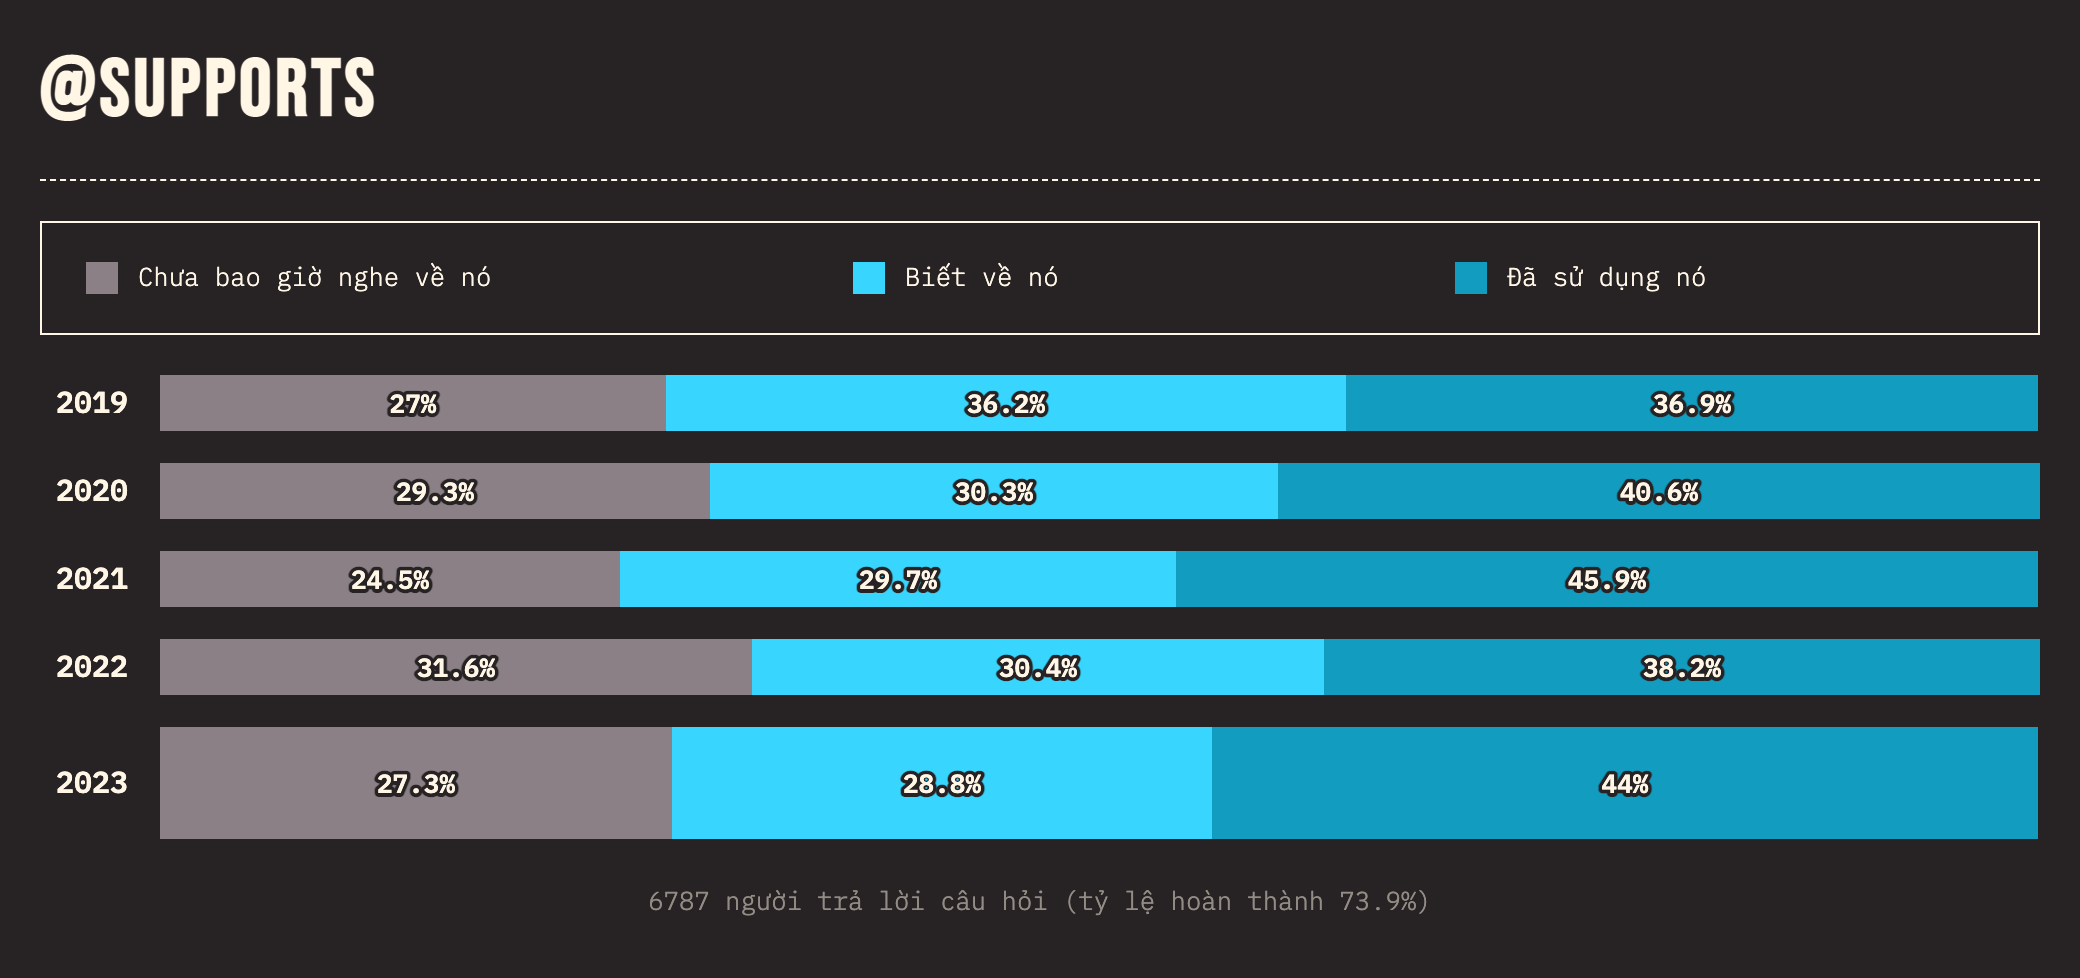 @SUPPORTS
Chưa bao giờ nghe về nó Biết về nó Đã sử dụng nó
2019 27% 36.2% 36.9%
2020 29.3% 30.3% 40.6%
2021 24.5% 29.7% 45.9%
2022 31.6% 30.4% 38.2%
2023 27.3% 28.8% 44%
6787 người trả lời câu hỏi (tỷ lệ hoàn thành 73.9%)